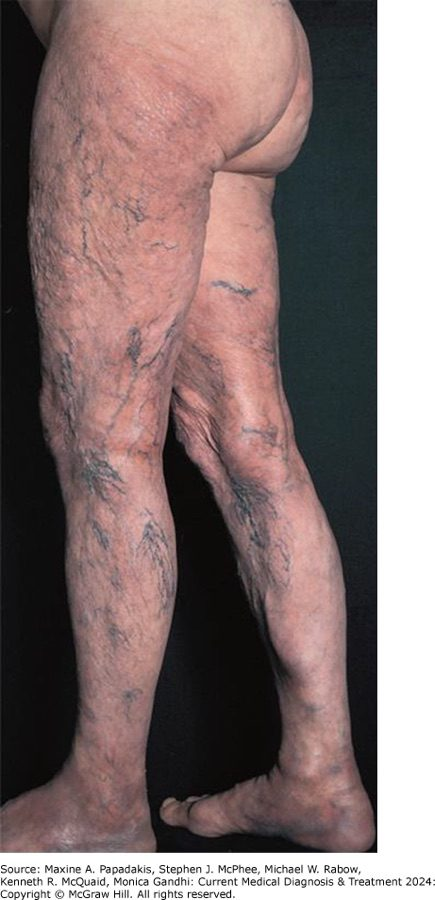 Source: Maxine A. Papadakis, Stephen J. McPhee, Michael W. Rabow,
Kenneth R. McQuaid, Monica Gandhi: Current Medical Diagnosis & Treatment 2024:
Copyright © McGraw Hill. All rights reserved.